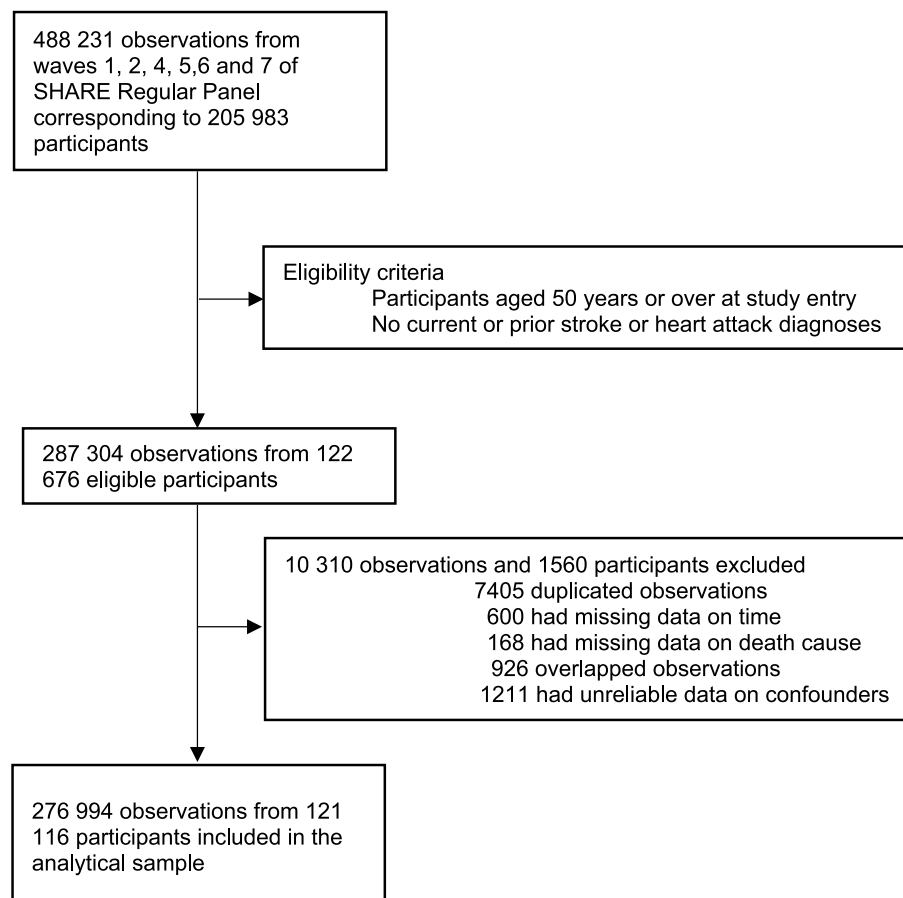 488 231 observations from
waves 1, 2, 4, 5,6 and 7 of
SHARE Regular Panel
corresponding to 205 983
participants
Eligibility criteria
Participants aged 50 years or over at study entry
No current or prior stroke or heart attack diagnoses
287 304 observations from 122
676 eligible participants
10 310 observations and 1560 participants excluded
7405 duplicated observations
600 had missing data on time
168 had missing data on death cause
926 overlapped observations
1211 had unreliable data on confounders
276 994 observations from 121
116 participants included in the
analytical sample